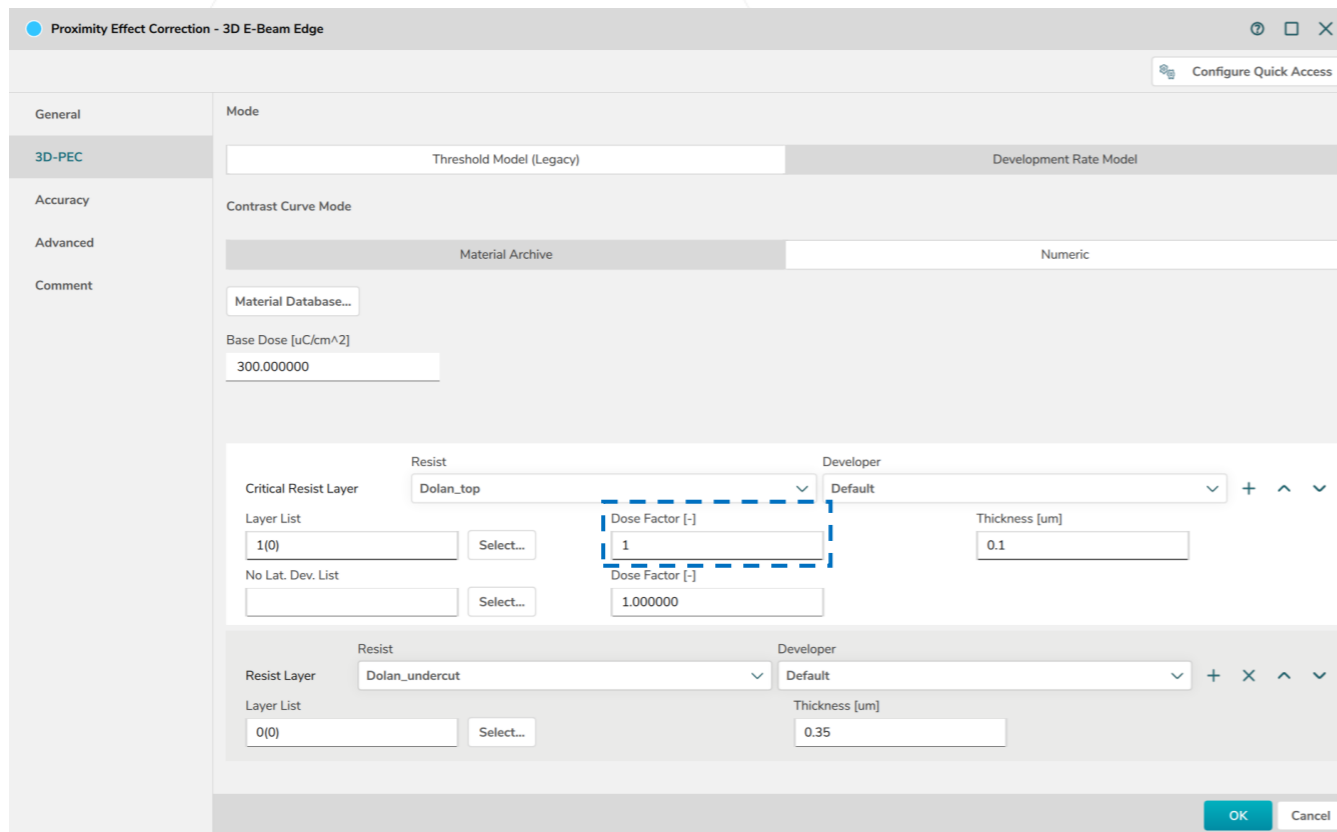 Proximity Effect Correction - 3D E-Beam Edge
Configure Quick Access
General
3D-PEC
Accuracy
Advanced
Comment
Mode
Threshold Model (Legacy) Development Rate Model
Contrast Curve Mode
Material Archive Numeric
Material Database...
Base Dose [uC/cm^2]
300.000000
Resist Developer
Critical Resist Layer Dolan_top Default
Layer List Dose Factor [-] Thickness [um]
1(0) Select... 1 0.1
No Lat. Dev. List Dose Factor [-]
Select... 1.000000
Resist Developer
Resist Layer Dolan_undercut Default
Layer List Thickness [um]
0(0) Select... 0.35
OK Cancel